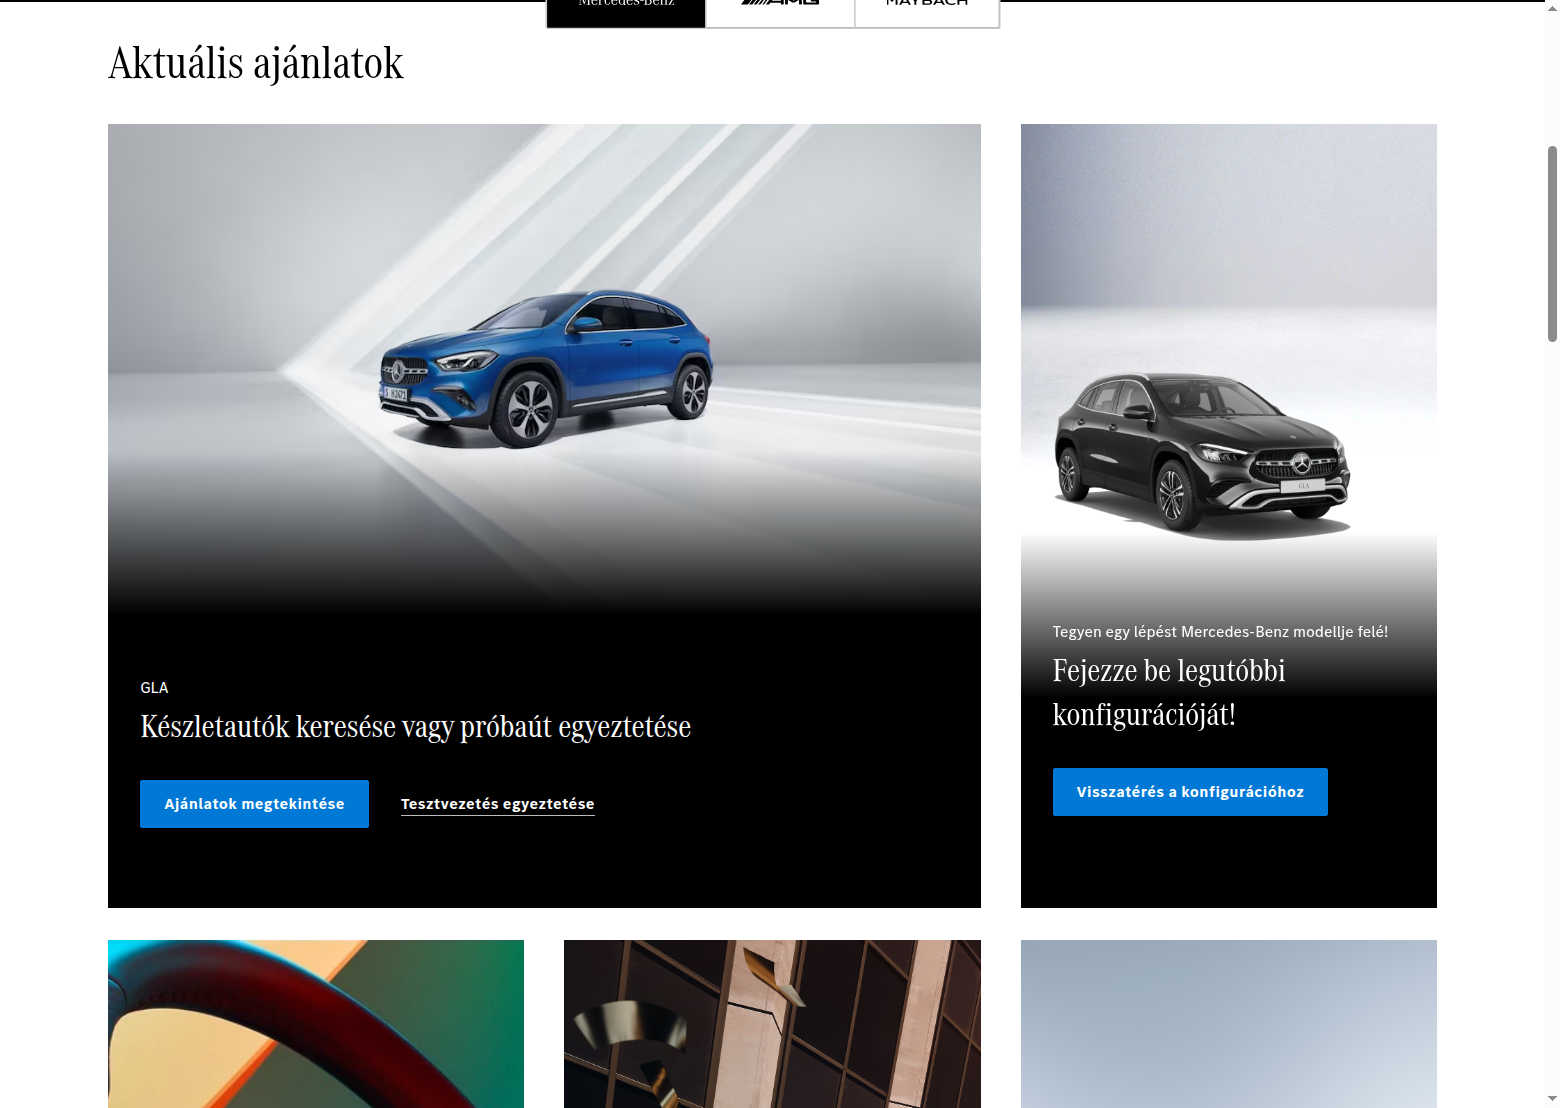 Mercedes-Benz
AMG
MAYBACH
Aktuális ajánlatok
GLA
GLA
Készletautók keresése vagy próbaút egyeztetése
Ajánlatok megtekintése
Tesztvezetés egyeztetése
Tegyen egy lépést Mercedes-Benz modellje felé!
Fejezze be legutóbbi
konfigurációját!
Visszatérés a konfigurációhoz